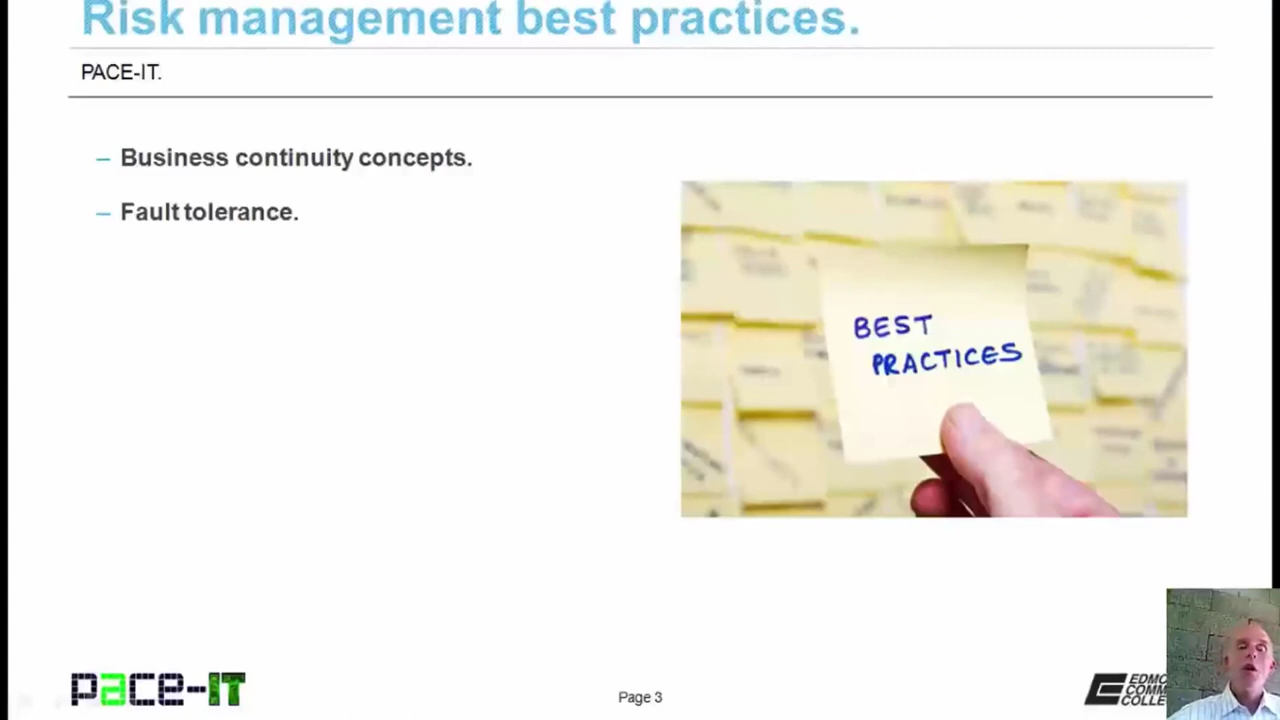 Risk management best practices.
PACE-IT.
– Business continuity concepts.
– Fault tolerance.
BEST
PRACTICES
pace-IT
Page 3